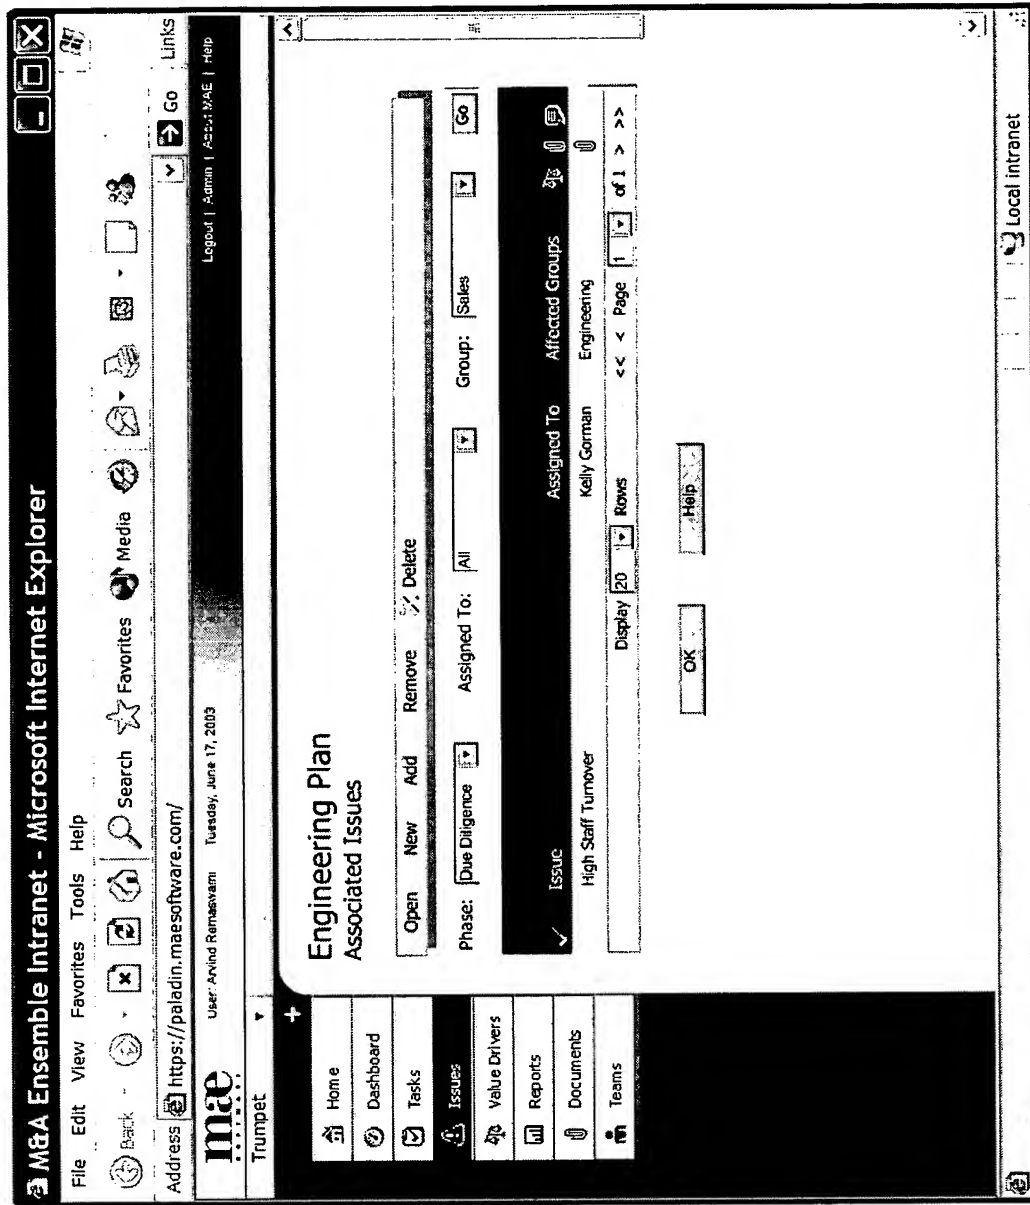 M&A Ensemble Intranet - Microsoft Internet Explorer
File Edit View Favorites Tools Help
Back Search Favorites Media
Address https://paladin.maesoftware.com/ Go Links
mae
SOFTWARE
User: Arvind Ramaswami Tuesday, June 17, 2003 Logout | Admin | About MAE | Help
Trumpet
+
Home
Dashboard
Tasks
Issues
Value Drivers
Reports
Documents
Teams
Engineering Plan
Associated Issues
Open New Add Remove Delete
Phase: Due Diligence Assigned To: All Group: Sales Go
Issue Assigned To Affected Groups
High Staff Turnover Kelly Gorman Engineering
Display 20 Rows << < Page 1 of 1 > >>
OK Help
Local intranet